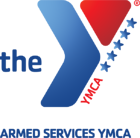 the
YMCA
ARMED SERVICES YMCA